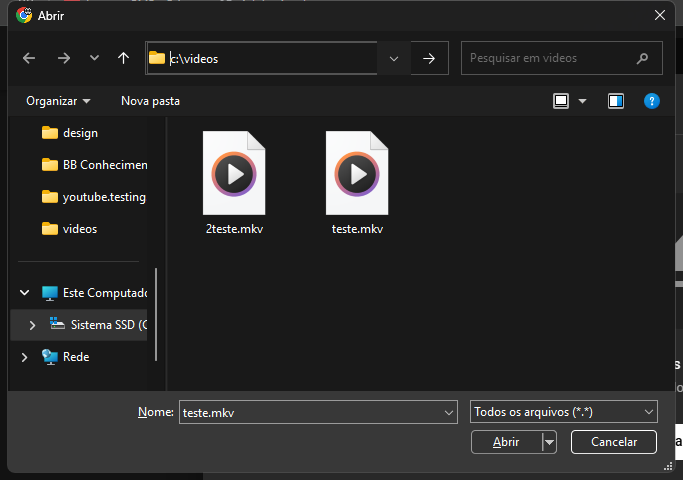 Abrir
c:\videos
Pesquisar em videos
Organizar
Nova pasta
design
BB Conhecimen
youtube.testing
videos
Este Computado
Sistema SSD (C
Rede
2teste.mkv
teste.mkv
Nome:
teste.mkv
Todos os arquivos (*.*)
Abrir
Cancelar